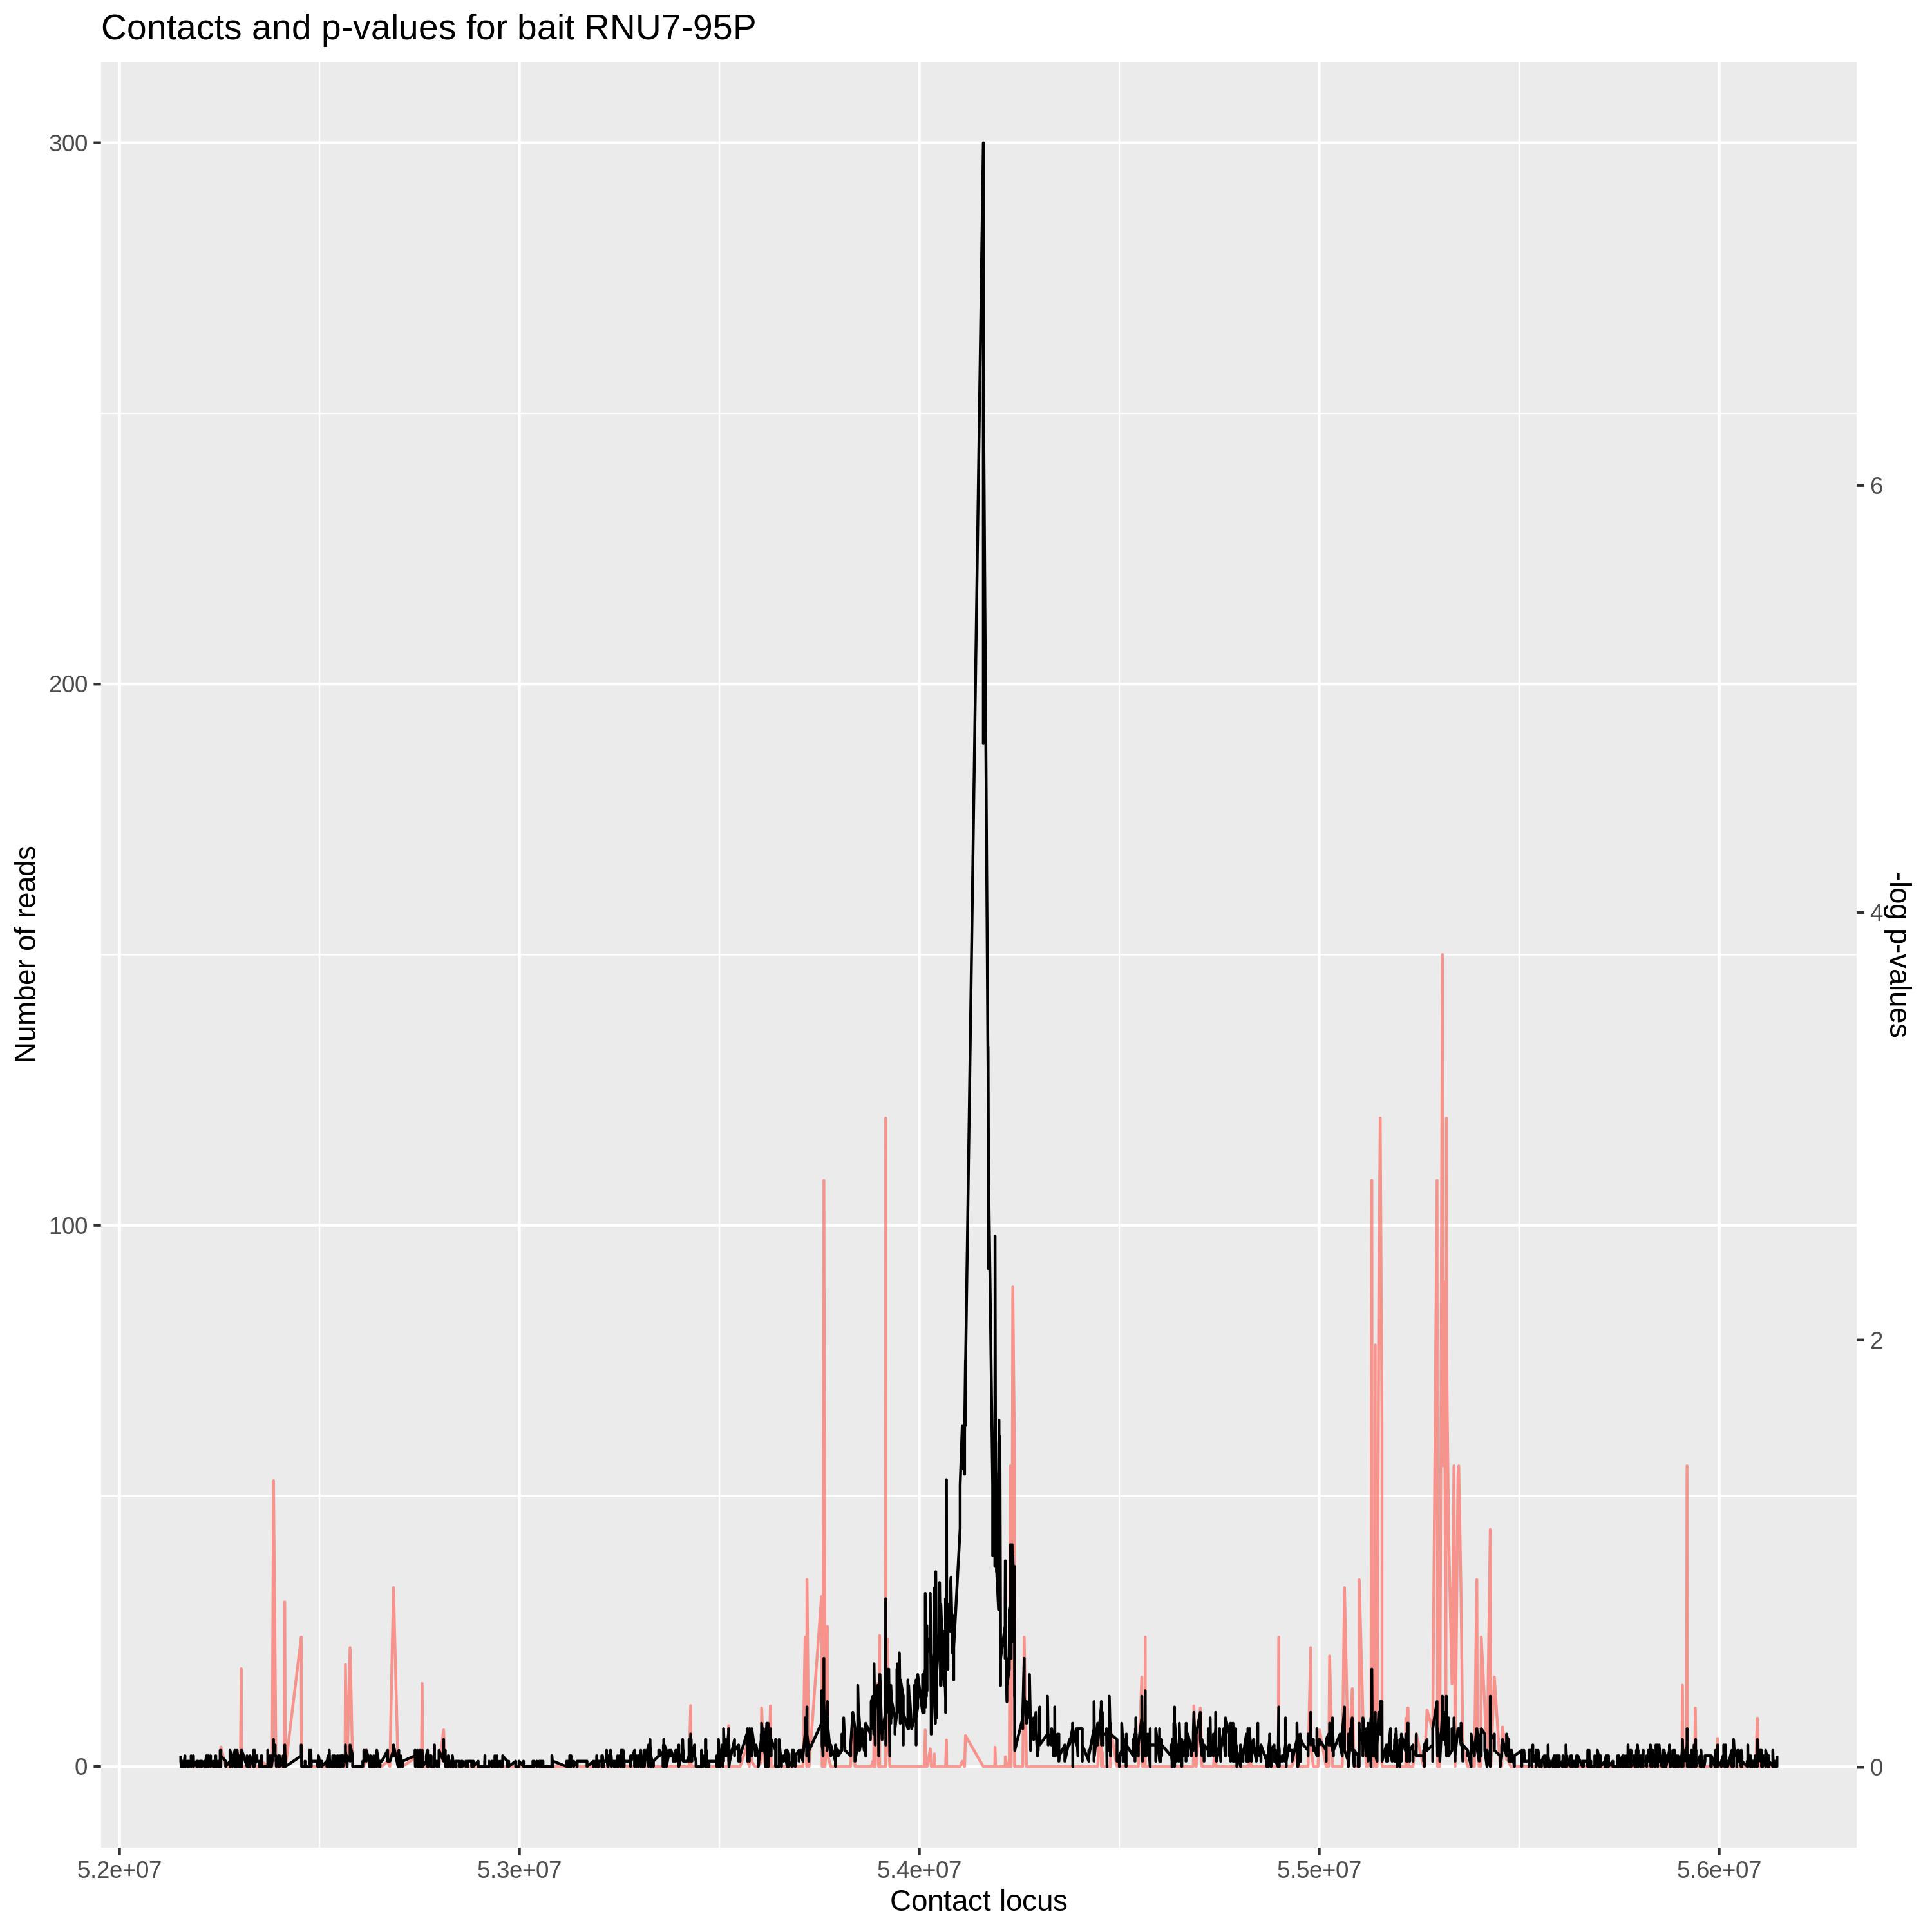 Contacts and p-values for bait RNU7-95P
300
200
100
0
Number of reads
6
4
2
0
-log p-values
5.2e+07 5.3e+07 5.4e+07 5.5e+07 5.6e+07
Contact locus